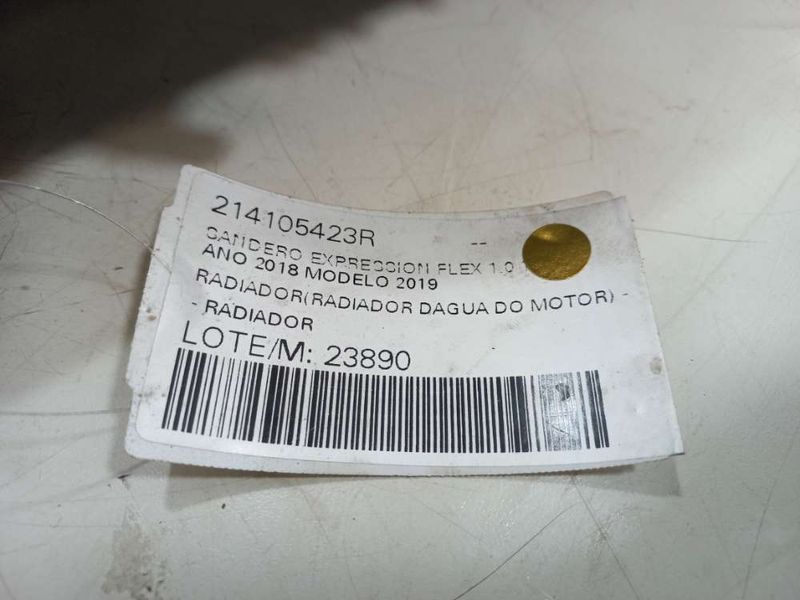 214105423R --
SANDERO EXPRESSION FLEX 1.0
ANO 2018 MODELO 2019
RADIADOR(RADIADOR DAGUA DO MOTOR) -
- RADIADOR
LOTE/M: 23890